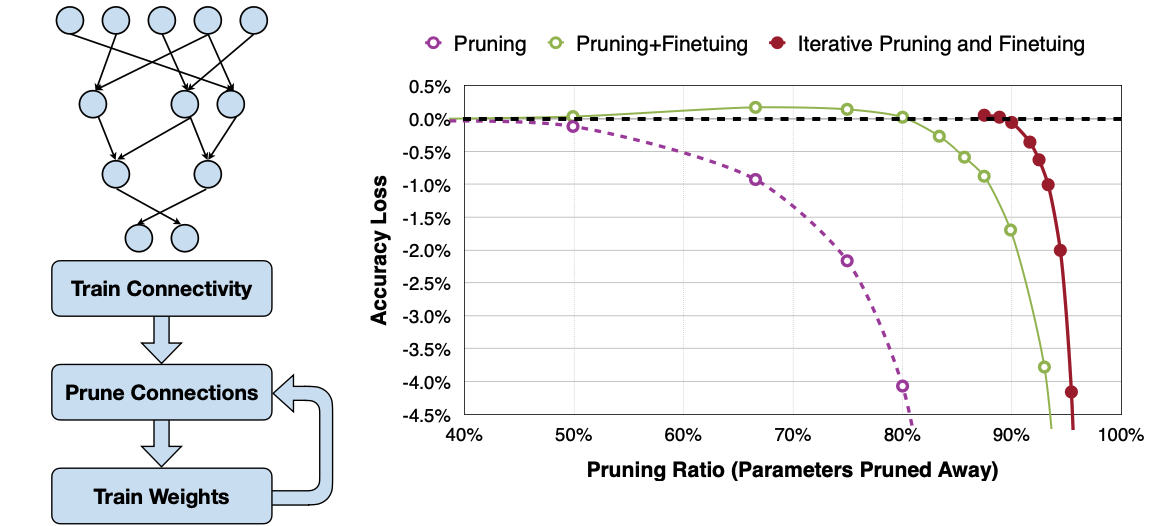 Train Connectivity
Prune Connections
Train Weights
Pruning
Pruning+Finetuing
Iterative Pruning and Finetuing
Accuracy Loss
0.5%
0.0%
-0.5%
-1.0%
-1.5%
-2.0%
-2.5%
-3.0%
-3.5%
-4.0%
-4.5%
40% 50% 60% 70% 80% 90% 100%
Pruning Ratio (Parameters Pruned Away)